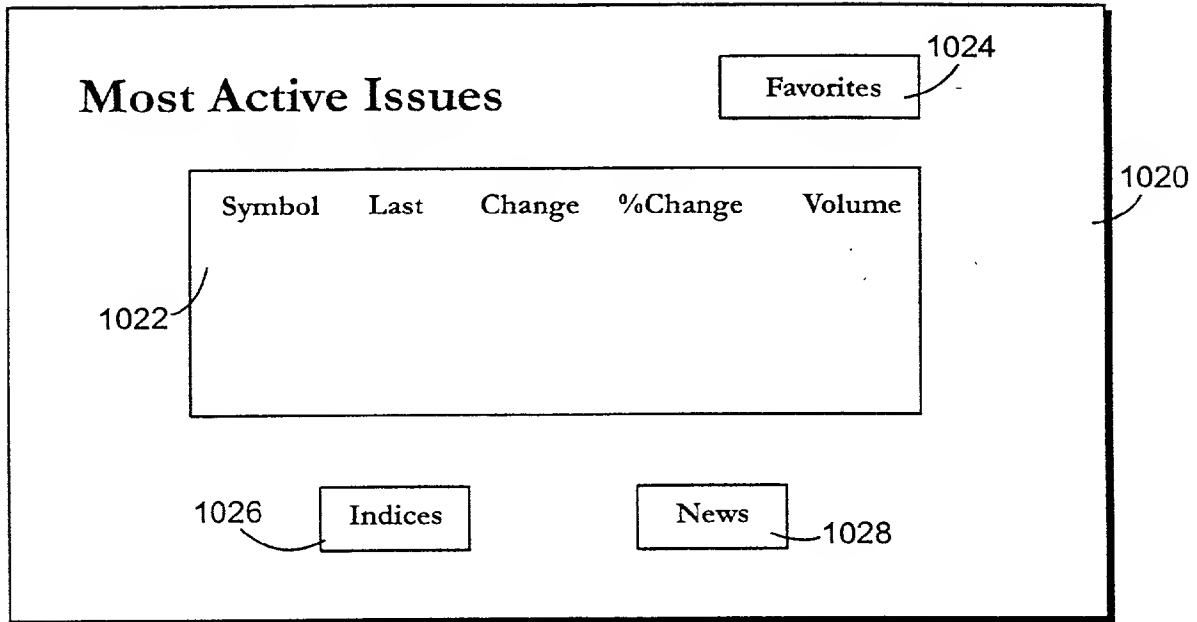 1024
Favorites
Most Active Issues
1020
Symbol Last Change %Change Volume
1022
1026 Indices News 1028